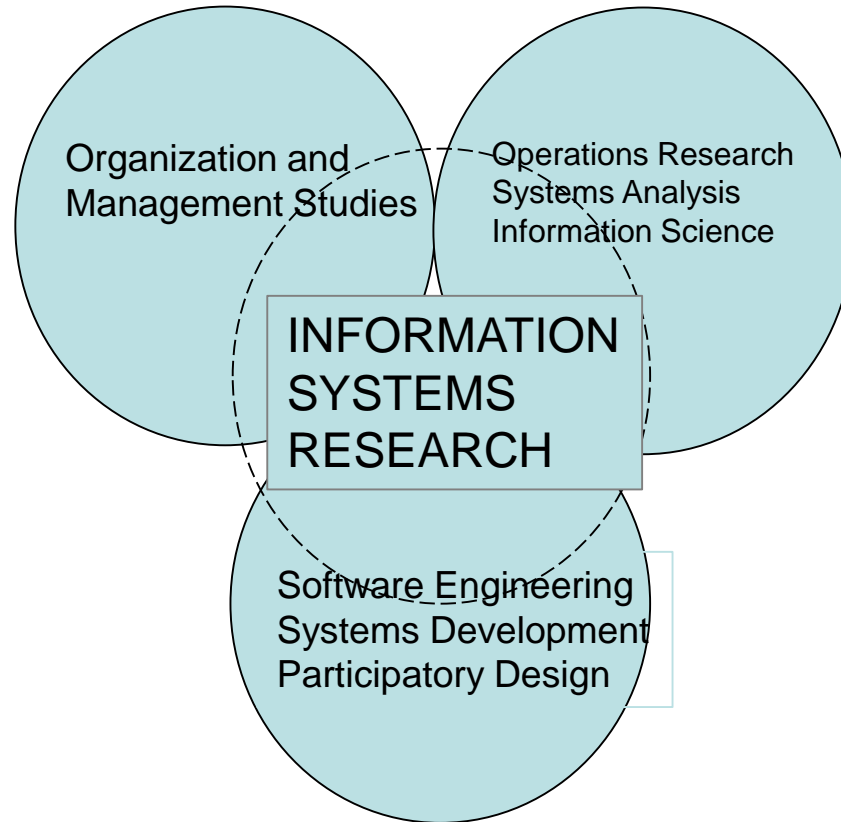 Organization and
Management Studies
Operations Research
Systems Analysis
Information Science
INFORMATION
SYSTEMS
RESEARCH
Software Engineering
Systems Development
Participatory Design